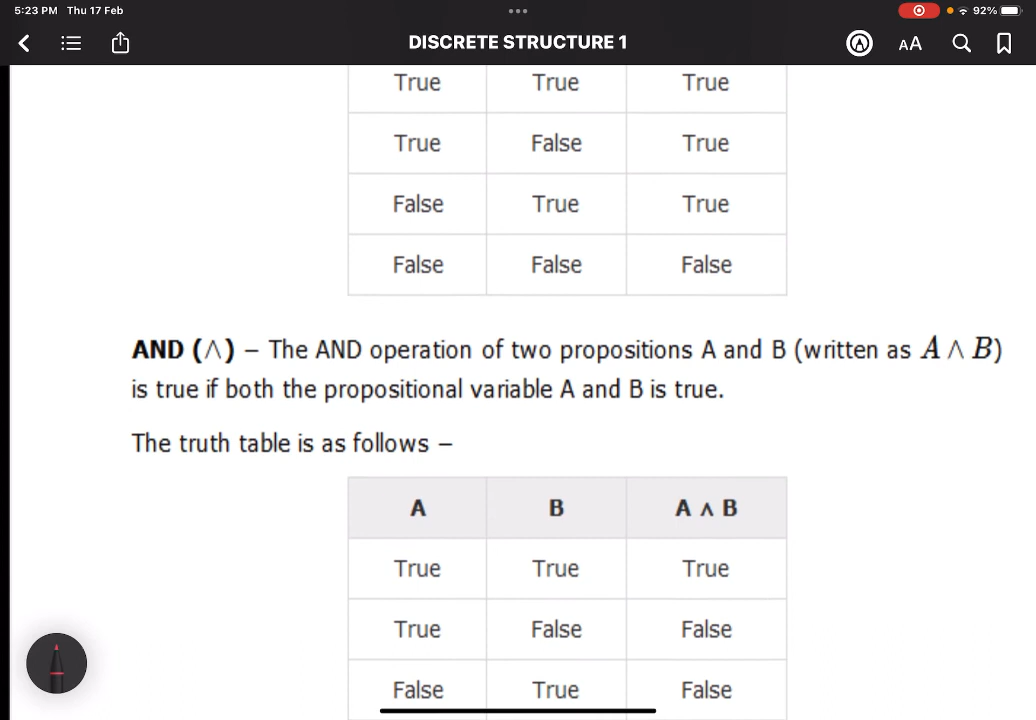 5:23 PM Thu 17 Feb 92%
DISCRETE STRUCTURE 1
AA
True True True
True False True
False True True
False False False
AND (∧) – The AND operation of two propositions A and B (written as A ∧ B)
is true if both the propositional variable A and B is true.
The truth table is as follows –
A B A ∧ B
True True True
True False False
False True False